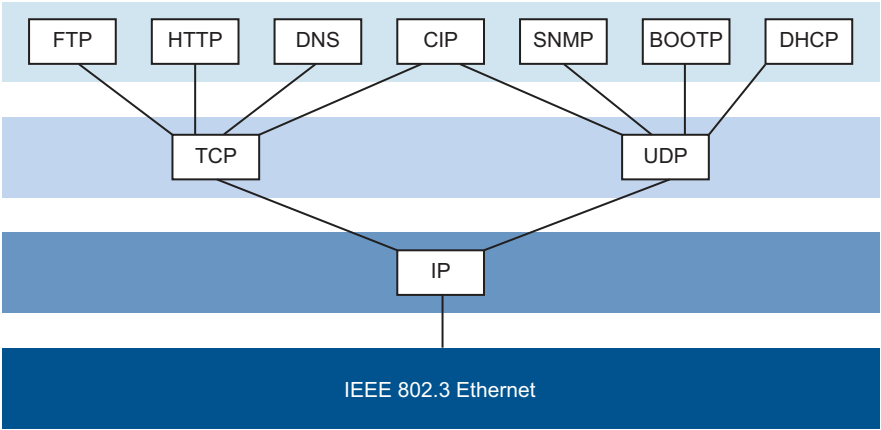 FTP
HTTP
DNS
CIP
SNMP
BOOTP
DHCP
TCP
UDP
IP
IEEE 802.3 Ethernet